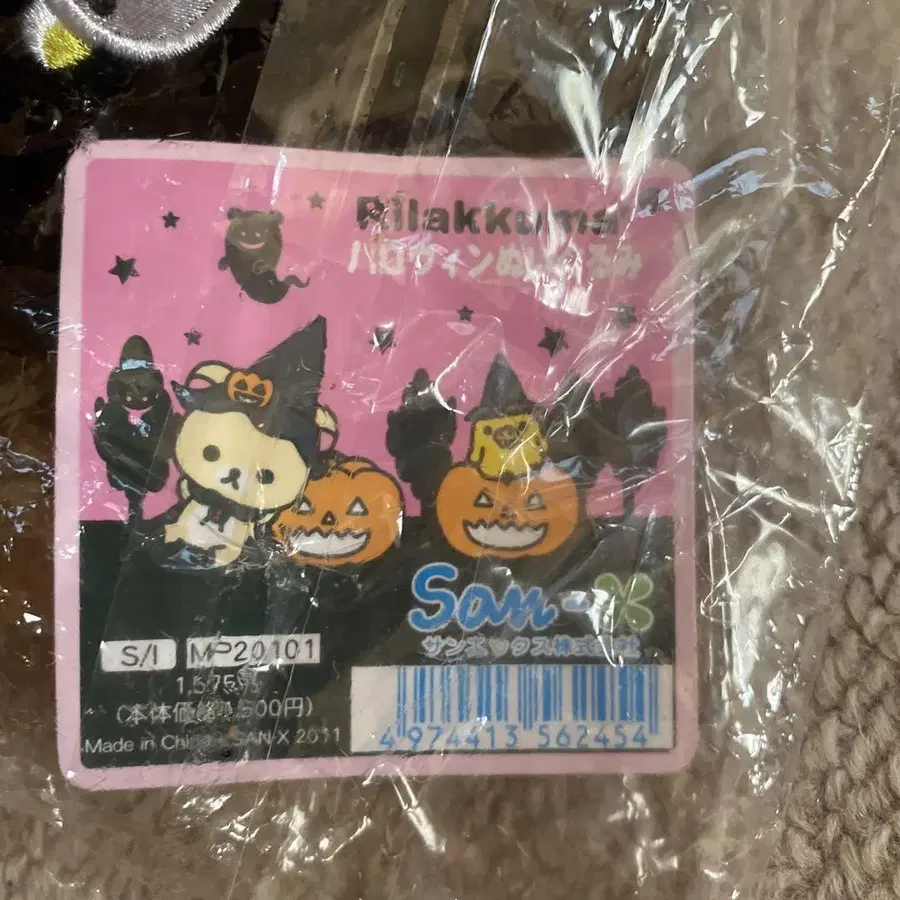 Rilakkuma
ハロウィンぬいぐるみ
San-X
サンエックス株式会社
S/I MP20101
1,575円
(本体価格1,500円)
Made in China SAN-X 2011
4 974413 562454